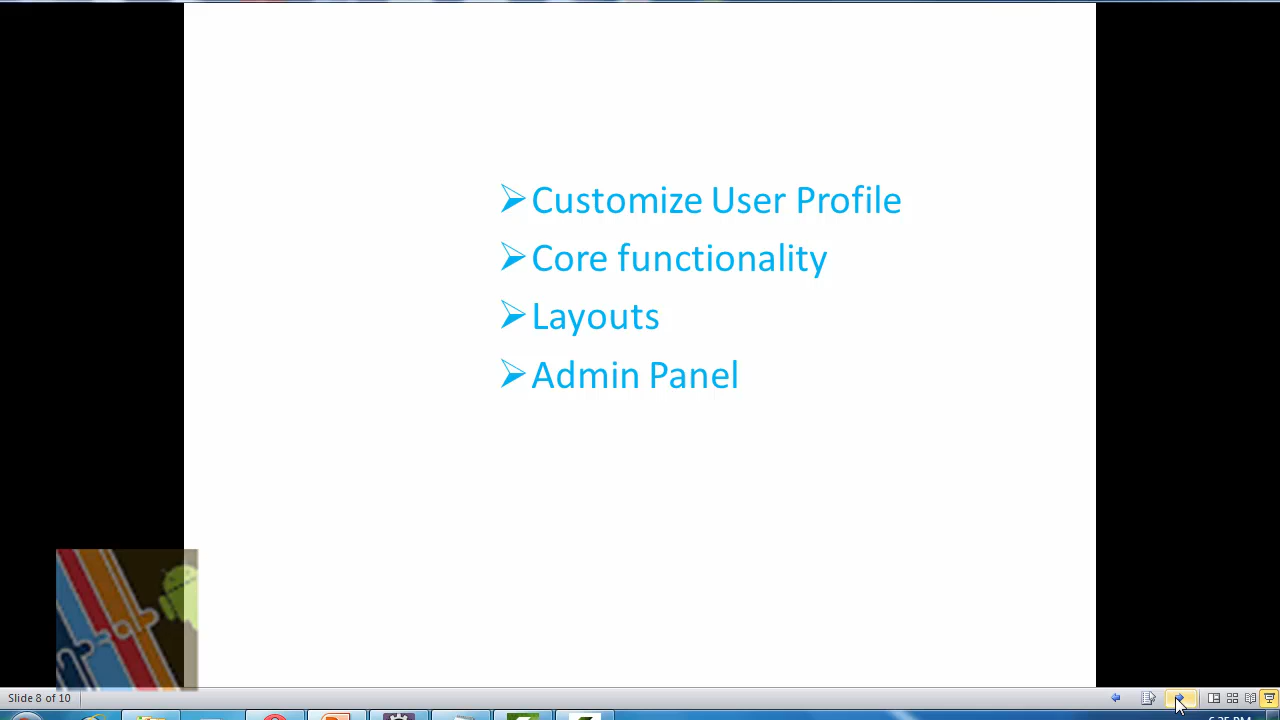 Customize User Profile
Core functionality
Layouts
Admin Panel
Slide 8 of 10